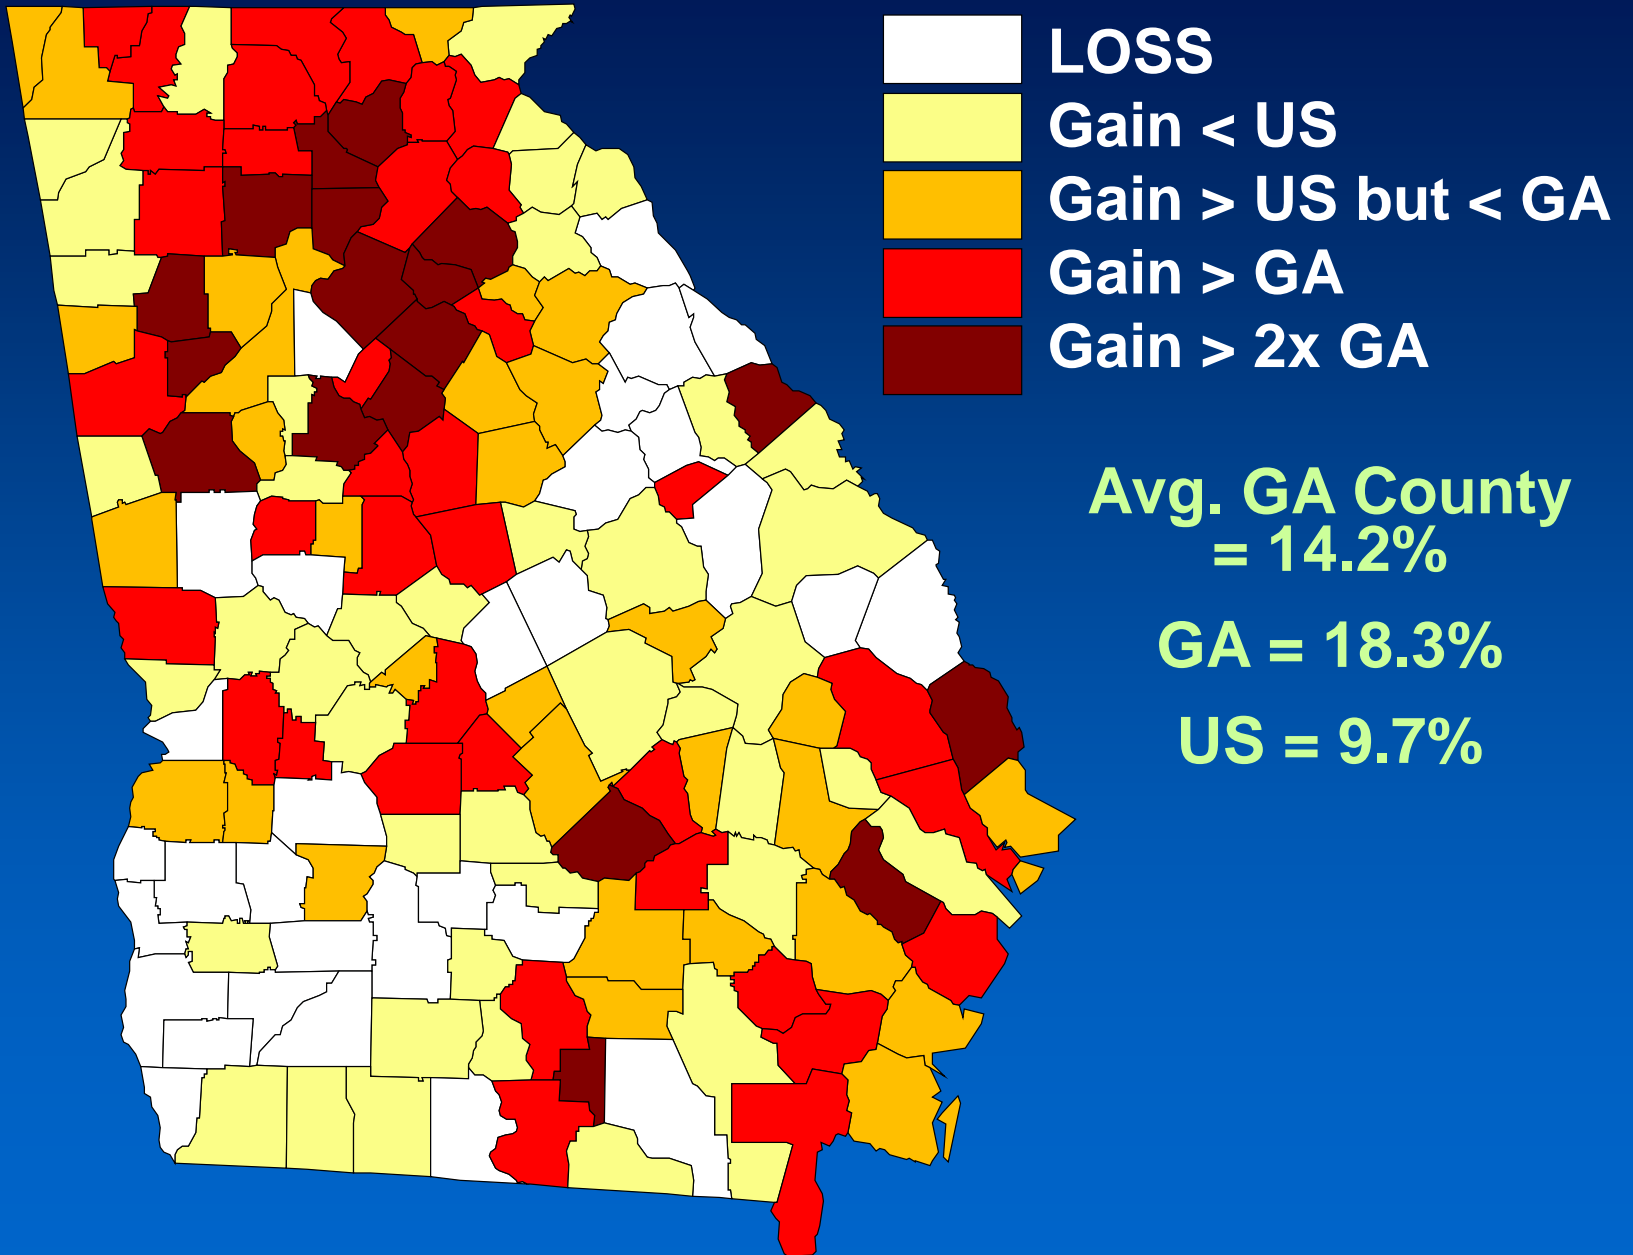 LOSS
Gain < US
Gain > US but < GA
Gain > GA
Gain > 2x GA
Avg. GA County
= 14.2%
GA = 18.3%
US = 9.7%